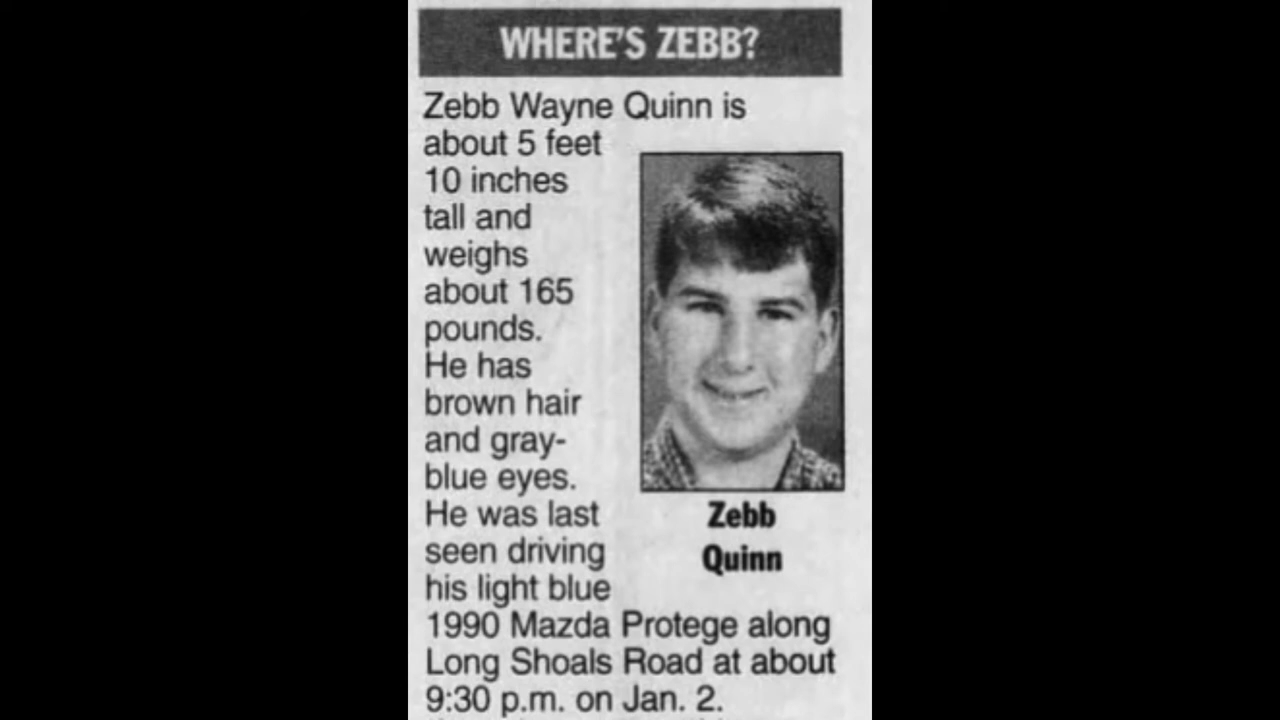 WHERE'S ZEBB?
Zebb Wayne Quinn is
about 5 feet
10 inches
tall and
weighs
about 165
pounds.
He has
brown hair
and gray-
blue eyes.
He was last
seen driving
his light blue
1990 Mazda Protege along
Long Shoals Road at about
9:30 p.m. on Jan. 2.
Zebb
Quinn